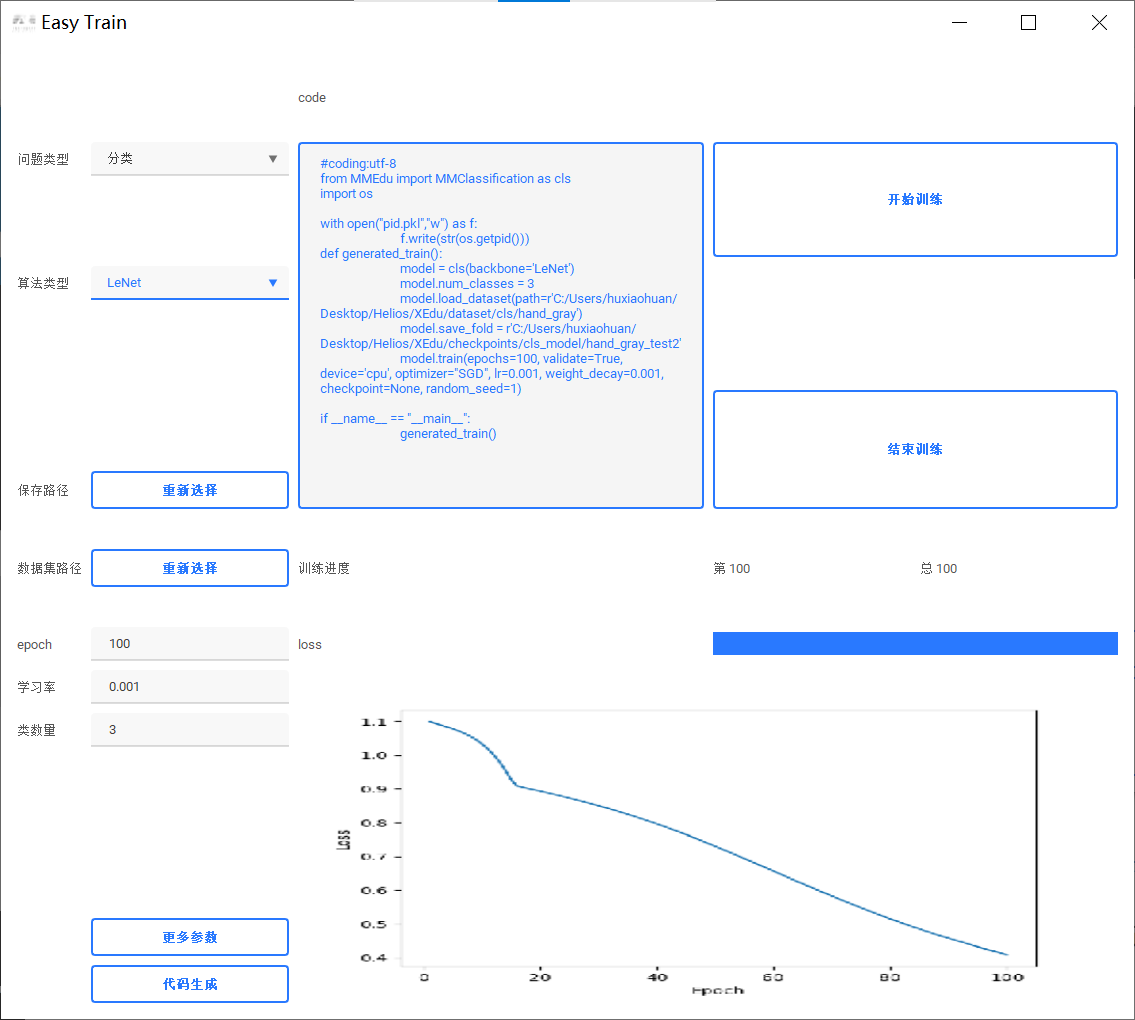 Easy Train
code
问题类型
分类
算法类型
LeNet
#coding:utf-8
from MMEdu import MMClassification as cls
import os
with open("pid.pkl","w") as f:
f.write(str(os.getpid()))
def generated_train():
model = cls(backbone='LeNet')
model.num_classes = 3
model.load_dataset(path=r'C:/Users/huxiaohuan/
Desktop/Helios/XEdu/dataset/cls/hand_gray')
model.save_fold = r'C:/Users/huxiaohuan/
Desktop/Helios/XEdu/checkpoints/cls_model/hand_gray_test2'
model.train(epochs=100, validate=True,
device='cpu', optimizer="SGD", lr=0.001, weight_decay=0.001,
checkpoint=None, random_seed=1)
if __name__ == "__main__":
generated_train()
开始训练
结束训练
保存路径
重新选择
数据集路径
重新选择
训练进度
第 100
总 100
epoch
100
loss
学习率
0.001
类数量
3
更多参数
代码生成
1.1
1.0
0.9
0.8
0.7
0.6
0.5
0.4
Loss
0 20 40 60 80 100
Epoch